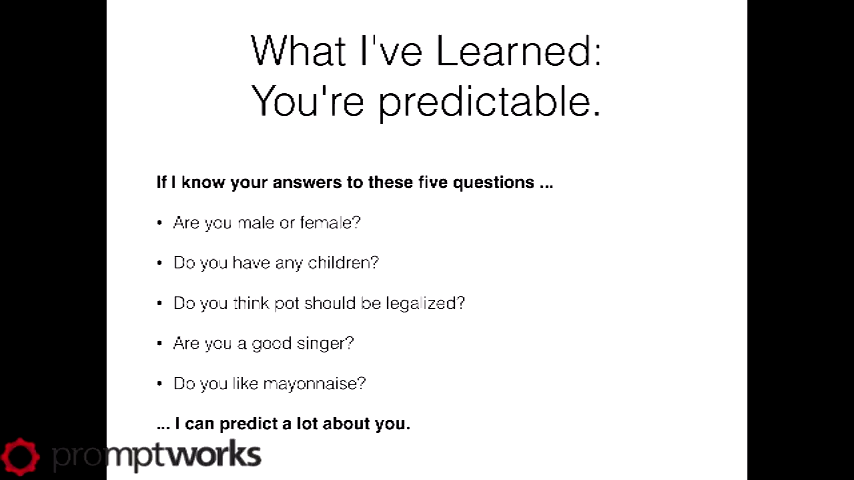 What I've Learned:
You're predictable.
If I know your answers to these five questions ...
• Are you male or female?
• Do you have any children?
• Do you think pot should be legalized?
• Are you a good singer?
• Do you like mayonnaise?
... I can predict a lot about you.
promptworks